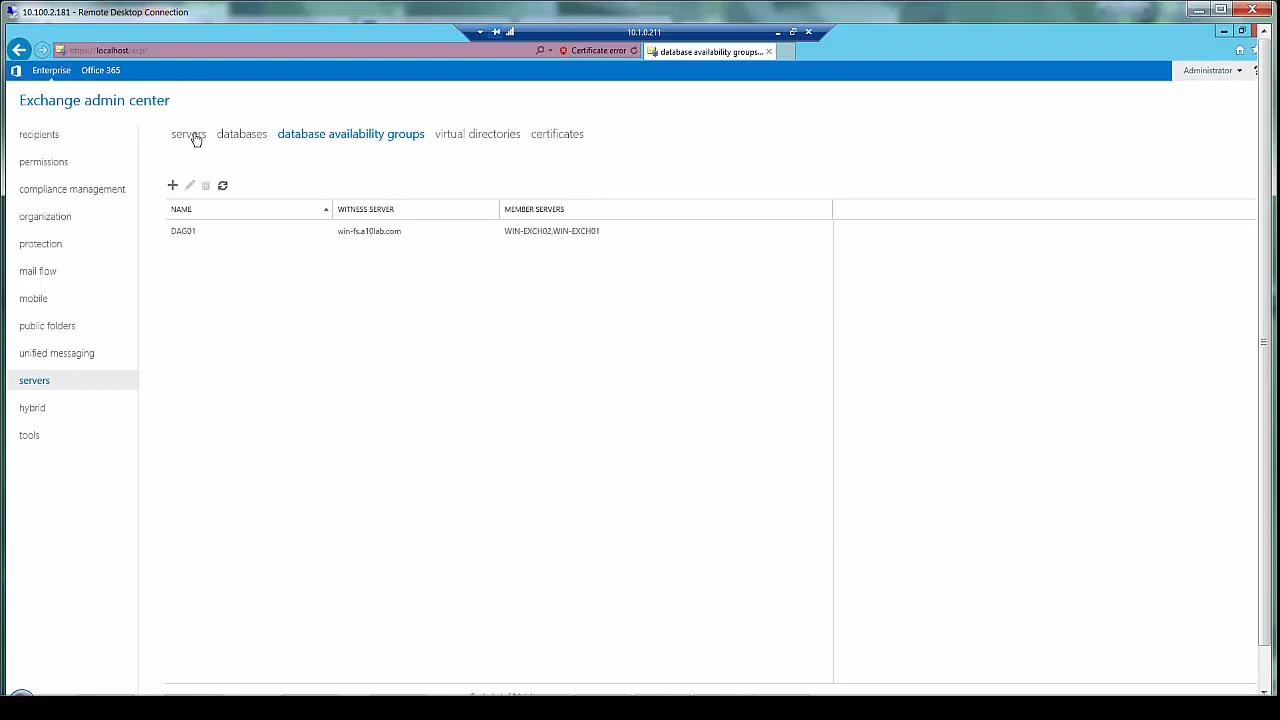 10.100.2.181 - Remote Desktop Connection
10.1.0.211
https://localhost/ecp/
Certificate error
database availability groups...
Enterprise Office 365
Administrator
Exchange admin center
recipients
permissions
compliance management
organization
protection
mail flow
mobile
public folders
unified messaging
servers
hybrid
tools
servers databases database availability groups virtual directories certificates
NAME WITNESS SERVER MEMBER SERVERS
DAG01 win-fs.a10lab.com WIN-EXCH02,WIN-EXCH01